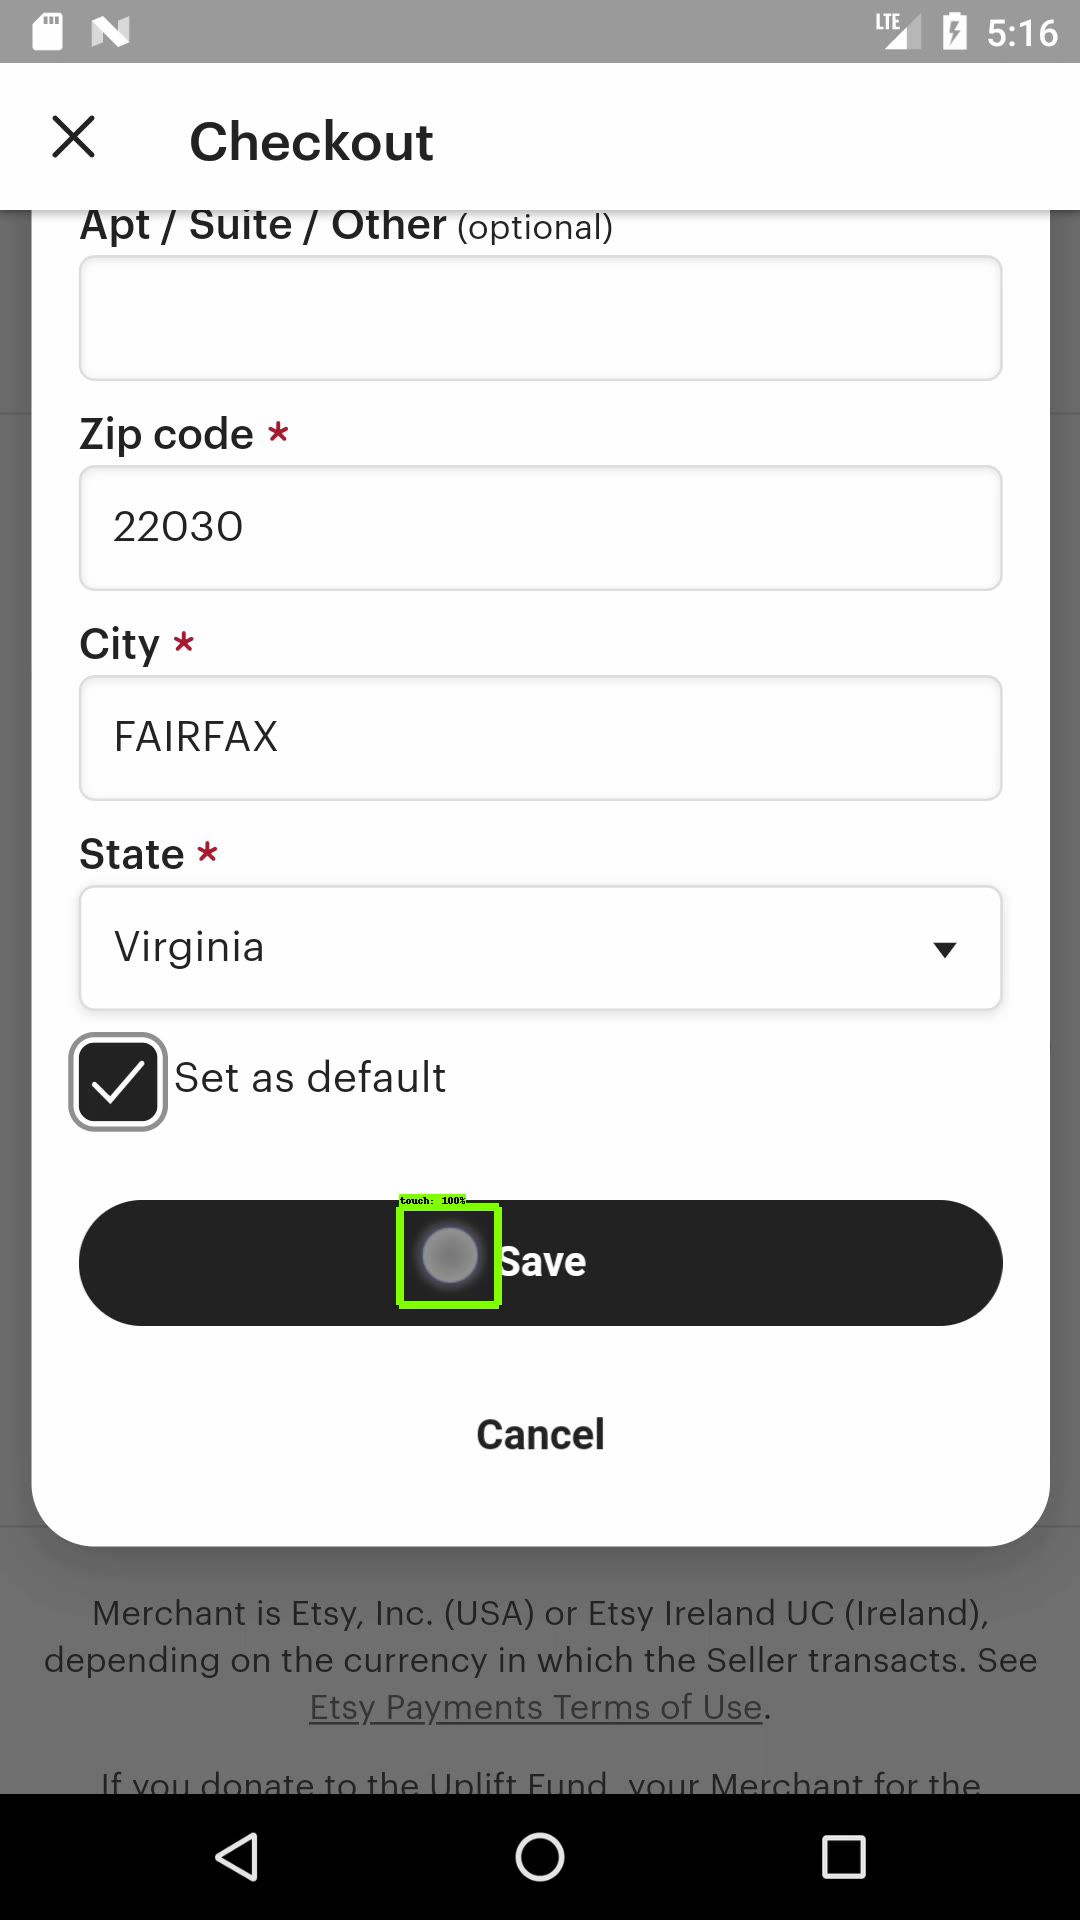 LTE 5:16
Checkout
Apt / Suite / Other (optional)
Zip code *
22030
City *
FAIRFAX
State *
Virginia
Set as default
touch: 100%
Save
Cancel
Merchant is Etsy, Inc. (USA) or Etsy Ireland UC (Ireland),
depending on the currency in which the Seller transacts. See
Etsy Payments Terms of Use.
If you donate to the Uplift Fund, your Merchant for the